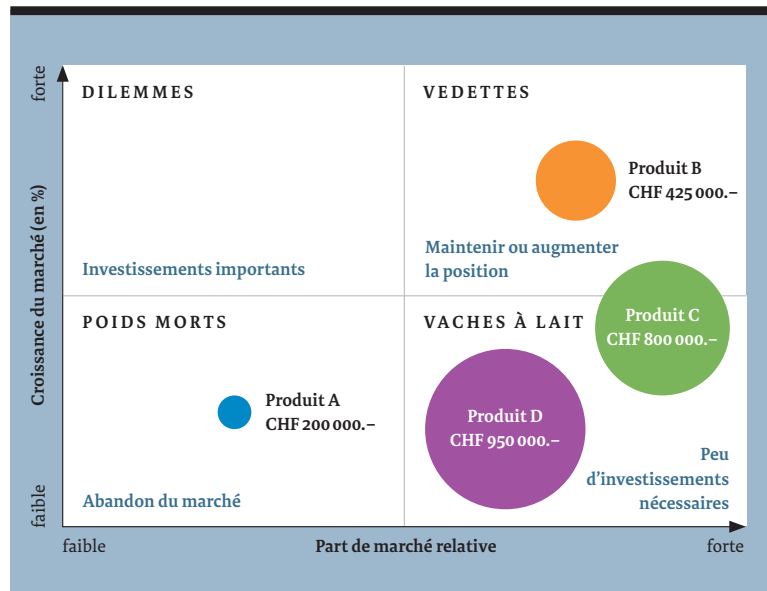 forte
DILEMMES
VEDETTES
Produit B
CHF 425 000.–
Croissance du marché (en %)
Investissements importants
Maintenir ou augmenter
la position
POIDS MORTS
VACHES À LAIT
Produit C
CHF 800 000.–
Produit A
CHF 200 000.–
Produit D
CHF 950 000.–
Peu
d’investissements
nécessaires
Abandon du marché
faible
faible
Part de marché relative
forte